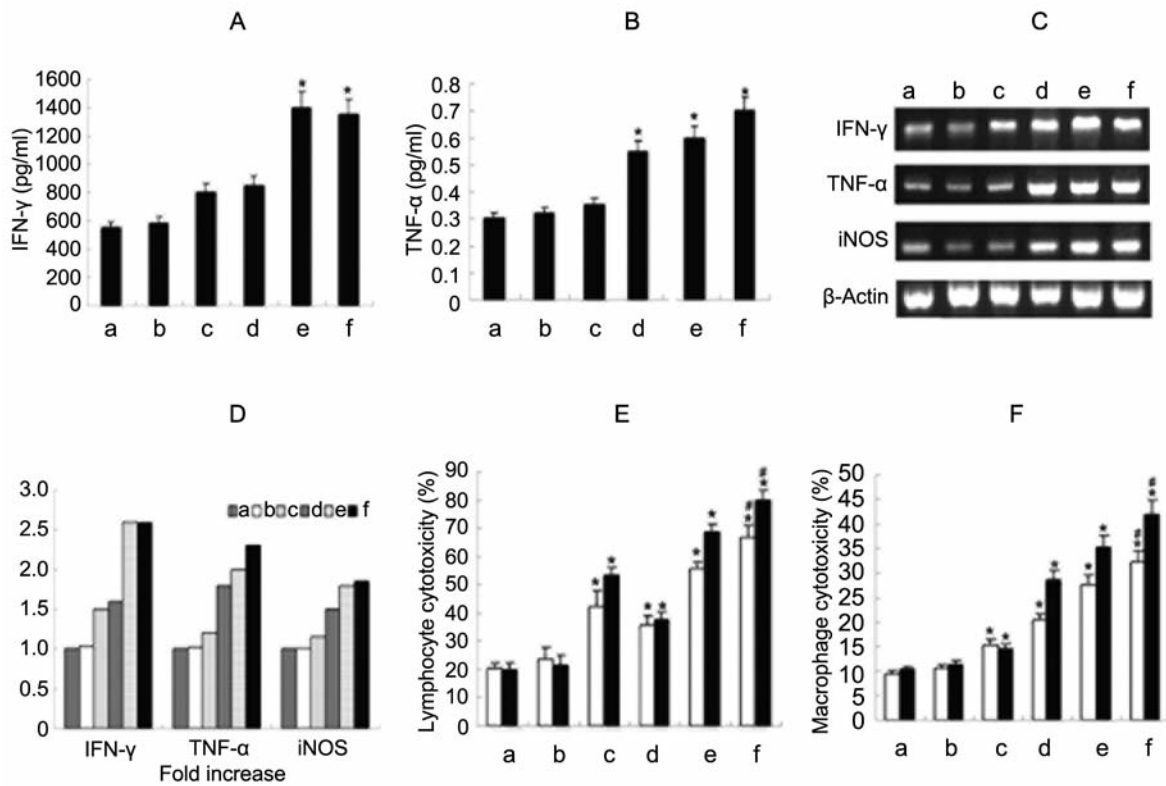 A
IFN-γ (pg/ml)
1600
1400
1200
1000
800
600
400
200
0
* *
a b c d e f
B
TNF-α (pg/ml)
0.8
0.7
0.6
0.5
0.4
0.3
0.2
0.1
0
* * *
a b c d e f
C
a b c d e f
IFN-γ
TNF-α
iNOS
β-Actin
D
3.0
2.5
2.0
1.5
1.0
0.5
0
a b c d e f
IFN-γ TNF-α iNOS
Fold increase
E
Lymphocyte cytotoxicity (%)
90
80
70
60
50
40
30
20
10
0
* * * * * * #* #*
a b c d e f
F
Macrophage cytotoxicity (%)
50
45
40
35
30
25
20
15
10
5
0
* * * * * * #* #*
a b c d e f